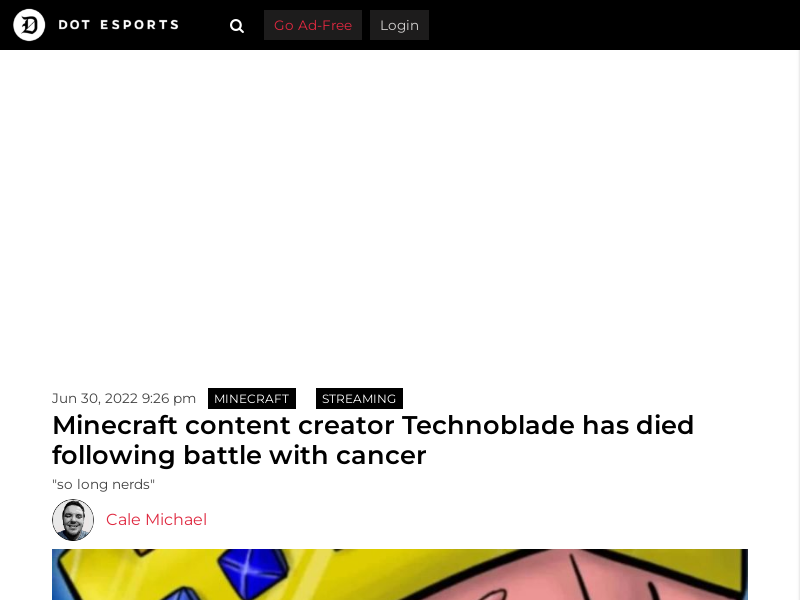 DOT ESPORTS
Go Ad-Free
Login
Jun 30, 2022 9:26 pm
MINECRAFT
STREAMING
Minecraft content creator Technoblade has died
following battle with cancer
"so long nerds"
Cale Michael